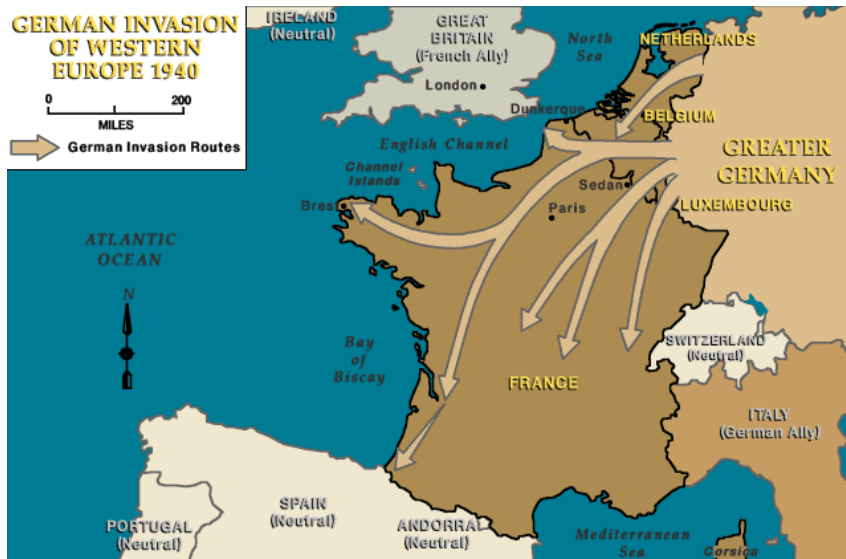 GERMAN INVASION
OF WESTERN
EUROPE 1940
0 200
MILES
German Invasion Routes
IRELAND
(Neutral)
GREAT
BRITAIN
(French Ally)
London
North
Sea
NETHERLANDS
Dunkerque
BELGIUM
English Channel
Channel
Islands
GREATER
GERMANY
Sedan
LUXEMBOURG
Brest
Paris
ATLANTIC
OCEAN
N
Bay
of
Biscay
SWITZERLAND
(Neutral)
FRANCE
ITALY
(German Ally)
SPAIN
(Neutral)
PORTUGAL
(Neutral)
ANDORRA
(Neutral)
Mediterranean
Sea
Corsica